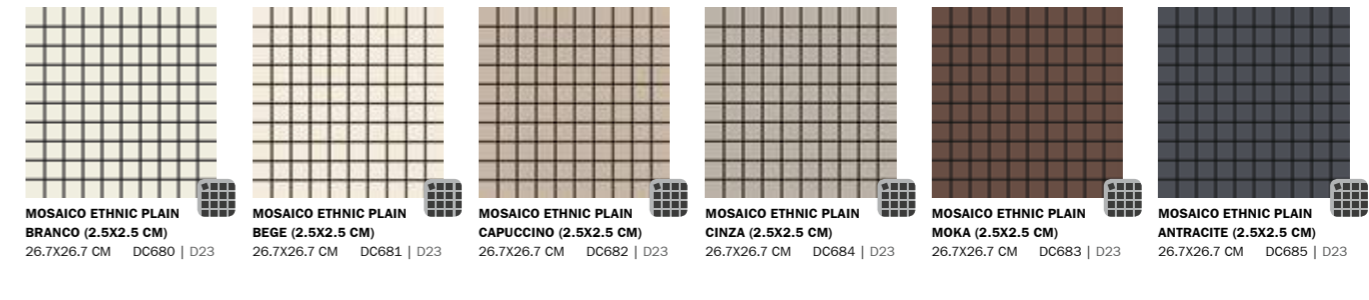 MOSAICO ETHNIC PLAIN
BRANCO (2.5X2.5 CM)
26.7X26.7 CM DC680 | D23
MOSAICO ETHNIC PLAIN
BEGE (2.5X2.5 CM)
26.7X26.7 CM DC681 | D23
MOSAICO ETHNIC PLAIN
CAPUCCINO (2.5X2.5 CM)
26.7X26.7 CM DC682 | D23
MOSAICO ETHNIC PLAIN
CINZA (2.5X2.5 CM)
26.7X26.7 CM DC684 | D23
MOSAICO ETHNIC PLAIN
MOKA (2.5X2.5 CM)
26.7X26.7 CM DC683 | D23
MOSAICO ETHNIC PLAIN
ANTRACITE (2.5X2.5 CM)
26.7X26.7 CM DC685 | D23